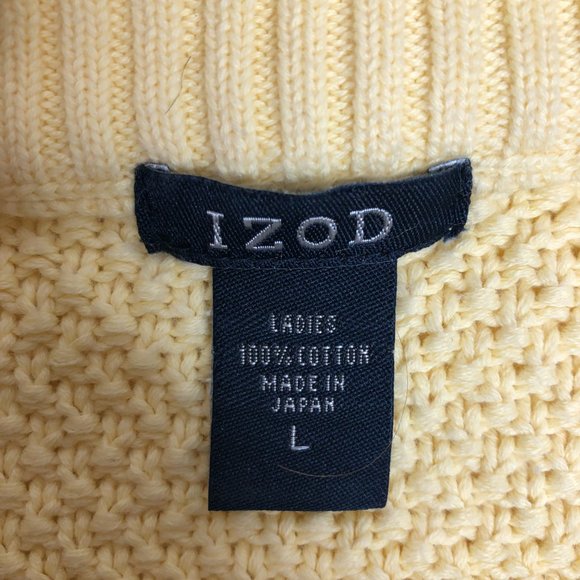 IZOD
LADIES
100% COTTON
MADE IN
JAPAN
L